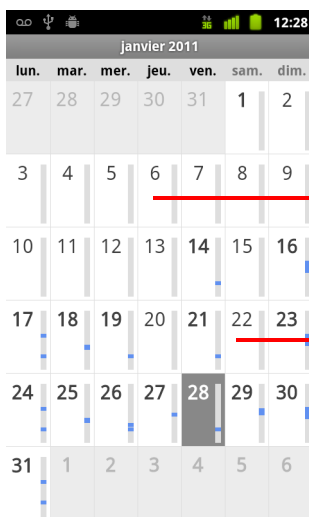 3G 12:28
janvier 2011
lun. mar. mer. jeu. ven. sam. dim.
27 28 29 30 31 1 2
3 4 5 6 7 8 9
10 11 12 13 14 15 16
17 18 19 20 21 22 23
24 25 26 27 28 29 30
31 1 2 3 4 5 6